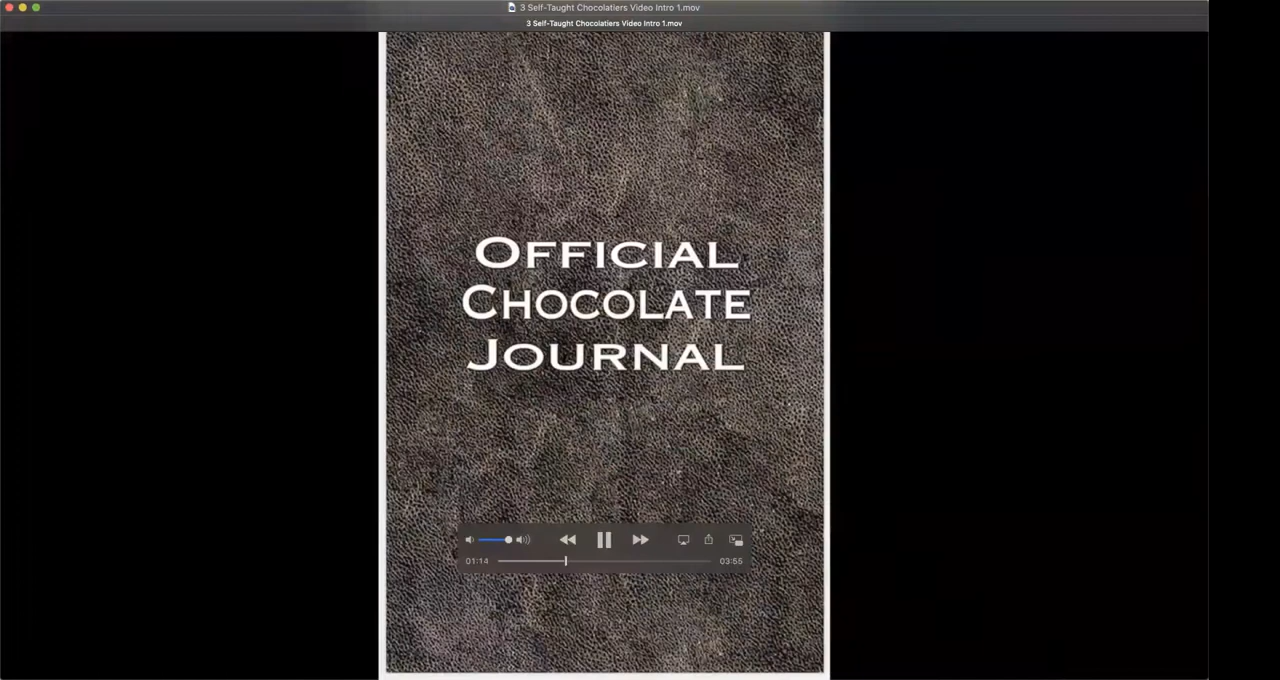 3 Self-Taught Chocolatiers Video Intro 1.mov
3 Self-Taught Chocolatiers Video Intro 1.mov
OFFICIAL
CHOCOLATE
JOURNAL
01:14
03:55